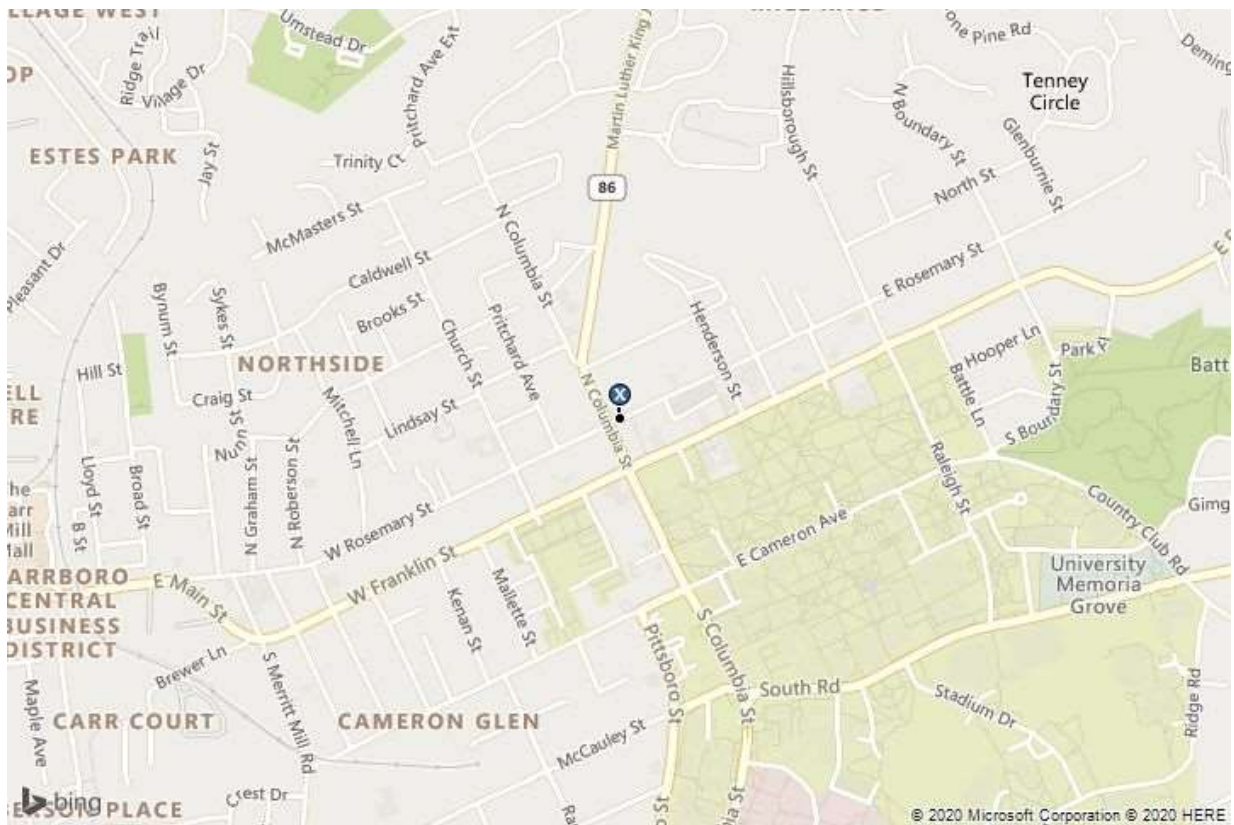 LLAGE WEST
Umstead Dr
Ridge Trail
Village Dr
Pritchard Ave Ext
Martin Luther King J
Hillsborough St
one Pine Rd
Deming
Tenney
Circle
OP
ESTES PARK
Jay St
Trinity Ct
86
N Boundary St
Glenburnie St
North St
McMasters St
N Columbia St
Pleasant Dr
Caldwell St
E Rosemary St
Bynum St
Sykes St
Brooks St
Pritchard Ave
Church St
Henderson St
NORTHSIDE
Hill St
Craig St
Lindsay St
Mitchell Ln
Nunn St
X
N Columbia St
Hooper Ln
Park Pl
Battle Ln
S Boundary St
Batt
ELL
RE
Lloyd St
Broad St
B St
N Graham St
N Roberson St
W Rosemary St
Raleigh St
Country Club Rd
Gimg
The
arr
Mill
Mall
E Cameron Ave
W Franklin St
University
Memoria
Grove
ARRBORO
CENTRAL
BUSINESS
DISTRICT
E Main St
Mallette St
Kenan St
Brewer Ln
S Merritt Mill Rd
Pittsboro St
S Columbia St
South Rd
Stadium Dr
Ridge Rd
Maple Ave
CARR COURT
CAMERON GLEN
McCauley St
Crest Dr
bing
ERSON PLACE
© 2020 Microsoft Corporation © 2020 HERE